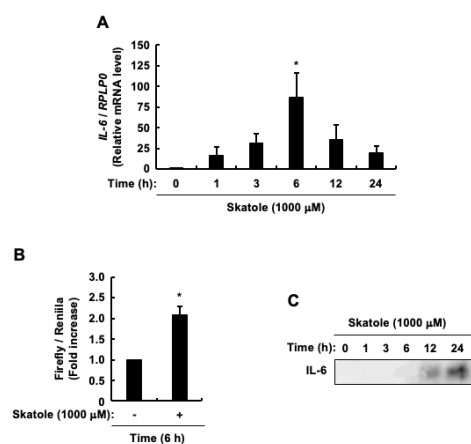 A
IL-6 / RPLP0
(Relative mRNA level)
150
125
100
75
50
25
0
*
Time (h): 0 1 3 6 12 24
Skatole (1000 μM)
B
Firefly / Reniila
(Fold increase)
3.0
2.5
2.0
1.5
1.0
0.5
0
*
Skatole (1000 μM): - +
Time (6 h)
C
Skatole (1000 μM)
Time (h): 0 1 3 6 12 24
IL-6